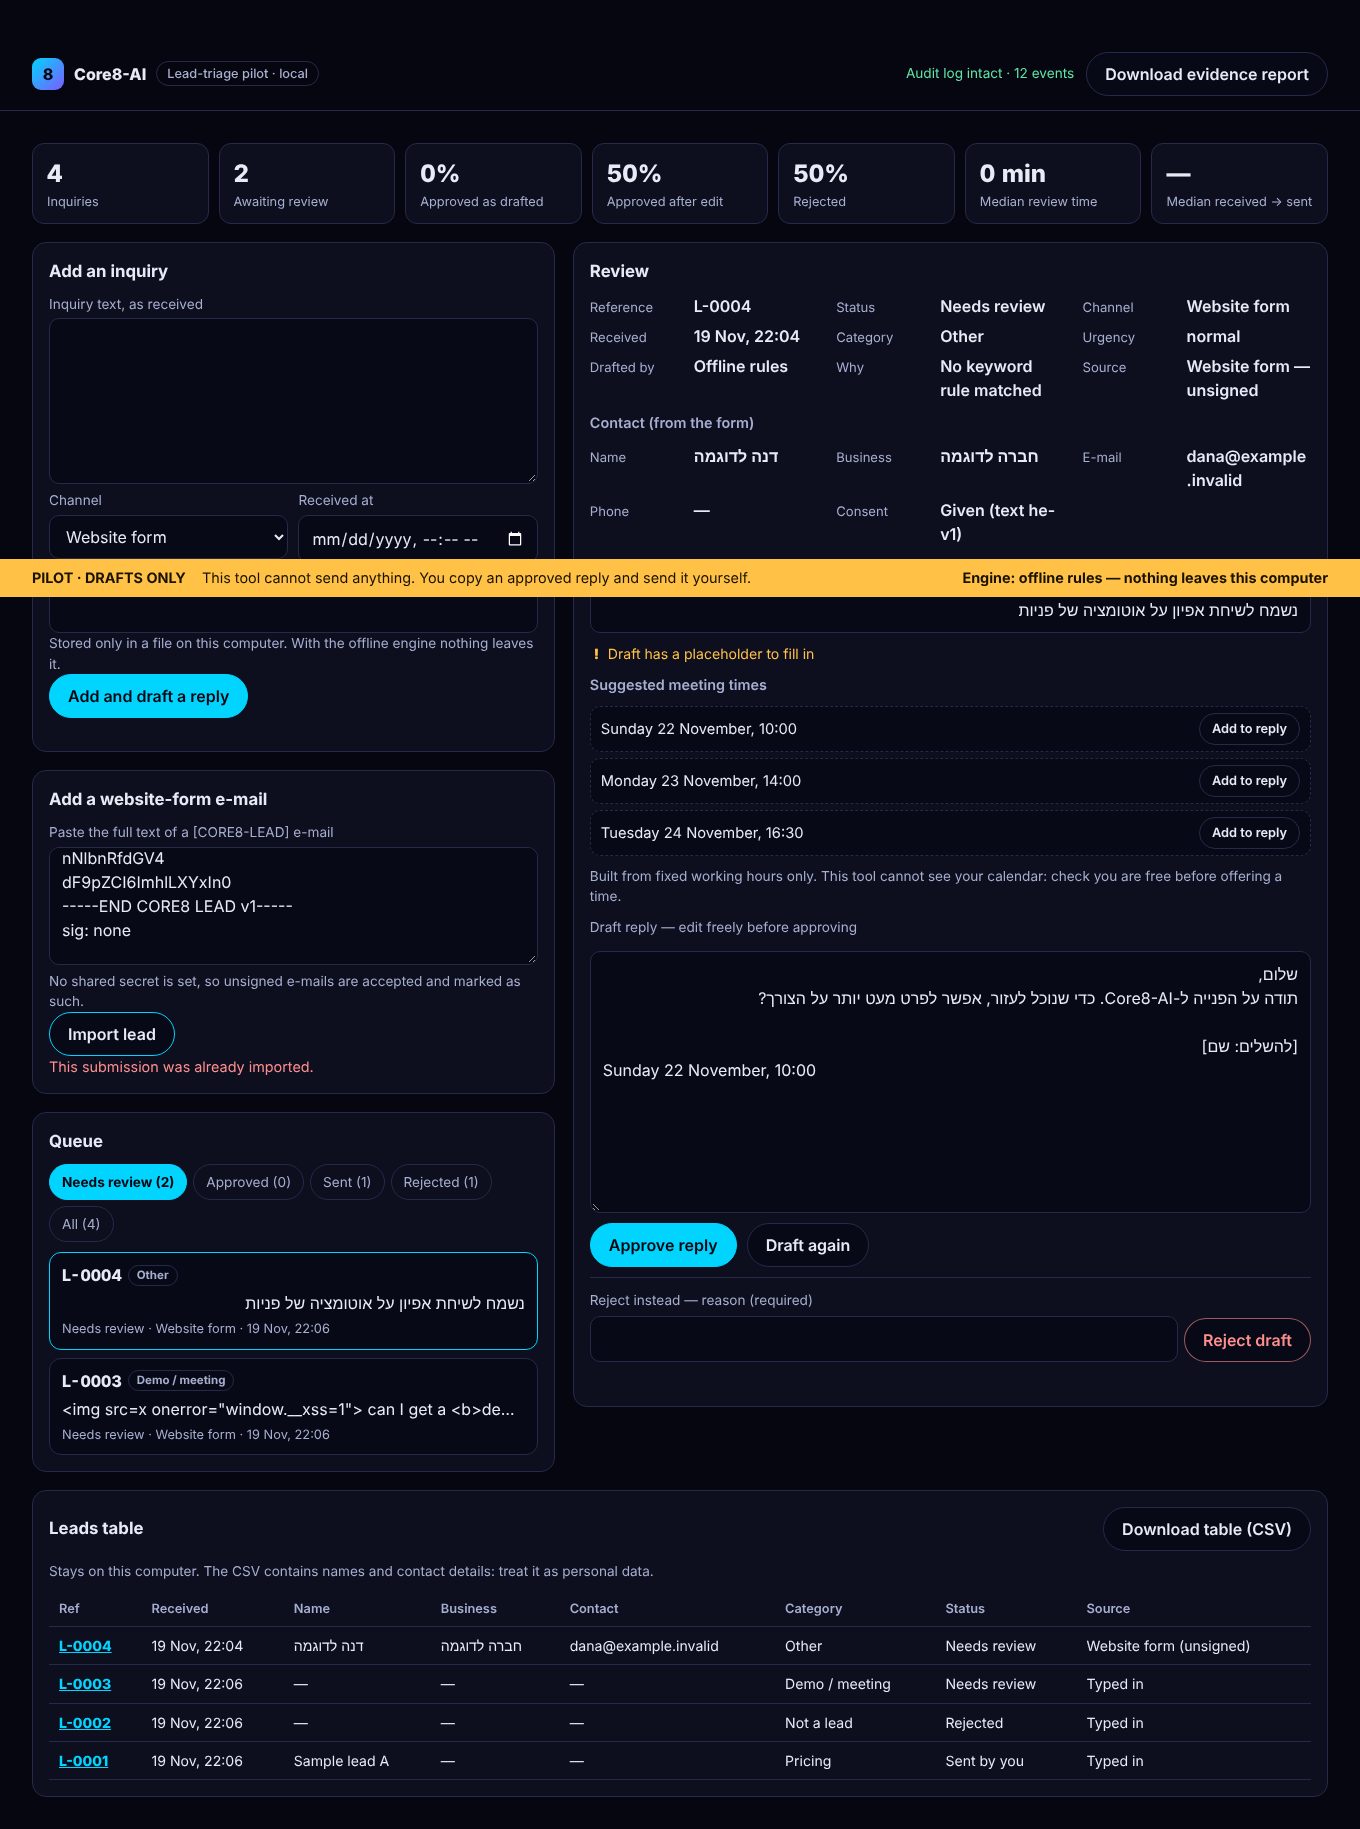 8 Core8-AI Lead-triage pilot · local
Audit log intact · 12 events Download evidence report
4
Inquiries
2
Awaiting review
0%
Approved as drafted
50%
Approved after edit
50%
Rejected
0 min
Median review time
—
Median received → sent
Add an inquiry
Inquiry text, as received
Channel Received at
Website form mm/dd/yyyy, --:-- --
PILOT · DRAFTS ONLY This tool cannot send anything. You copy an approved reply and send it yourself. Engine: offline rules — nothing leaves this computer
Stored only in a file on this computer. With the offline engine nothing leaves
it.
Add and draft a reply
Add a website-form e-mail
Paste the full text of a [CORE8-LEAD] e-mail
nNlbnRfdGV4
dF9pZCI6ImhlLXYxIn0
-----END CORE8 LEAD v1-----
sig: none
No shared secret is set, so unsigned e-mails are accepted and marked as
such.
Import lead
This submission was already imported.
Queue
Needs review (2) Approved (0) Sent (1) Rejected (1)
All (4)
L-0004 Other
נשמח לשיחת אפיון על אוטומציה של פניות
Needs review · Website form · 19 Nov, 22:06
L-0003 Demo / meeting
<img src=x onerror="window.__xss=1"> can I get a <b>de...
Needs review · Website form · 19 Nov, 22:06
Review
Reference L-0004 Status Needs review Channel Website form
Received 19 Nov, 22:04 Category Other Urgency normal
Drafted by Offline rules Why No keyword Source Website form —
rule matched unsigned
Contact (from the form)
Name דנה לדוגמה Business חברה לדוגמה E-mail dana@example
.invalid
Phone — Consent Given (text he-
v1)
נשמח לשיחת אפיון על אוטומציה של פניות
! Draft has a placeholder to fill in
Suggested meeting times
Sunday 22 November, 10:00 Add to reply
Monday 23 November, 14:00 Add to reply
Tuesday 24 November, 16:30 Add to reply
Built from fixed working hours only. This tool cannot see your calendar: check you are free before offering a
time.
Draft reply — edit freely before approving
שלום,
תודה על הפנייה ל-Core8-AI. כדי שנוכל לעזור, אפשר לפרט מעט יותר על הצורך?
[להשלים: שם]
Sunday 22 November, 10:00
Approve reply Draft again
Reject instead — reason (required)
Reject draft
Leads table Download table (CSV)
Stays on this computer. The CSV contains names and contact details: treat it as personal data.
Ref Received Name Business Contact Category Status Source
L-0004 19 Nov, 22:04 דנה לדוגמה חברה לדוגמה dana@example.invalid Other Needs review Website form (unsigned)
L-0003 19 Nov, 22:06 — — — Demo / meeting Needs review Typed in
L-0002 19 Nov, 22:06 — — — Not a lead Rejected Typed in
L-0001 19 Nov, 22:06 Sample lead A — — Pricing Sent by you Typed in